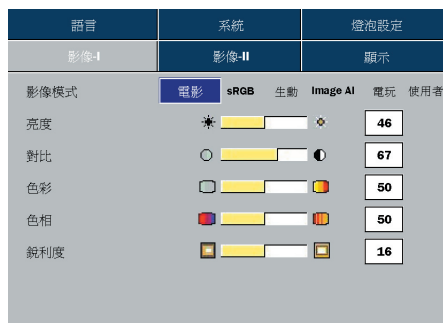 語言 系統 燈泡設定
影像-I 影像-II 顯示
影像模式 電影 sRGB 生動 Image AI 電玩 使用者
亮度 46
對比 67
色彩 50
色相 50
銳利度 16